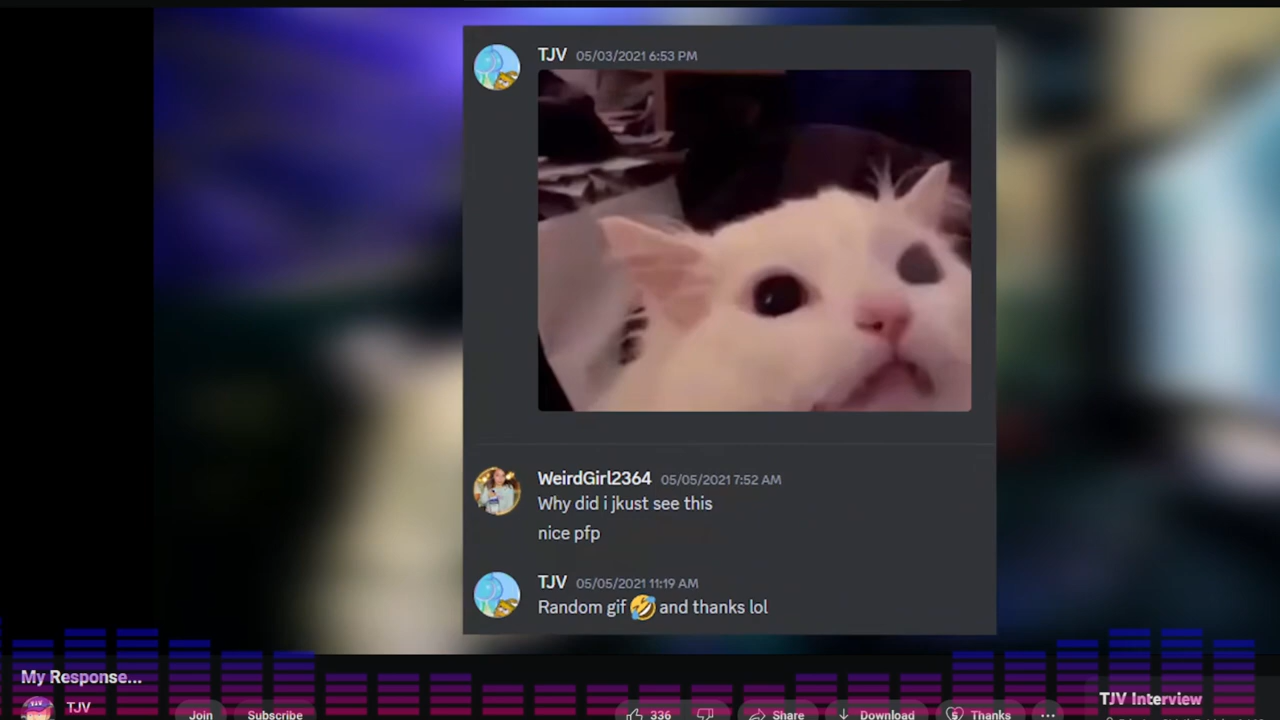 TJV 05/03/2021 6:53 PM
WeirdGirl2364 05/05/2021 7:52 AM
Why did i jkust see this
nice pfp
TJV 05/05/2021 11:19 AM
Random gif 🤣 and thanks lol
My Response...
TJV
Join
Subscribe
336
Share
Download
Thanks
TJV Interview